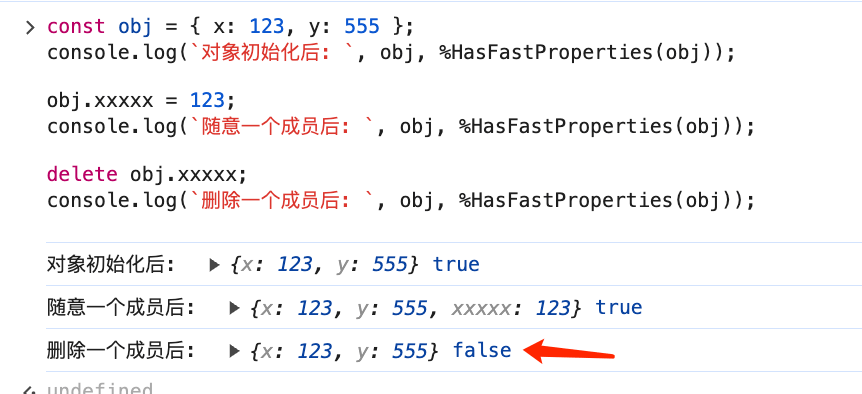 > const obj = { x: 123, y: 555 };
console.log(`对象初始化后: `, obj, %HasFastProperties(obj));
obj.xxxxx = 123;
console.log(`随意一个成员后: `, obj, %HasFastProperties(obj));
delete obj.xxxxx;
console.log(`删除一个成员后: `, obj, %HasFastProperties(obj));
对象初始化后: ▶ {x: 123, y: 555} true
随意一个成员后: ▶ {x: 123, y: 555, xxxxx: 123} true
删除一个成员后: ▶ {x: 123, y: 555} false
undefined